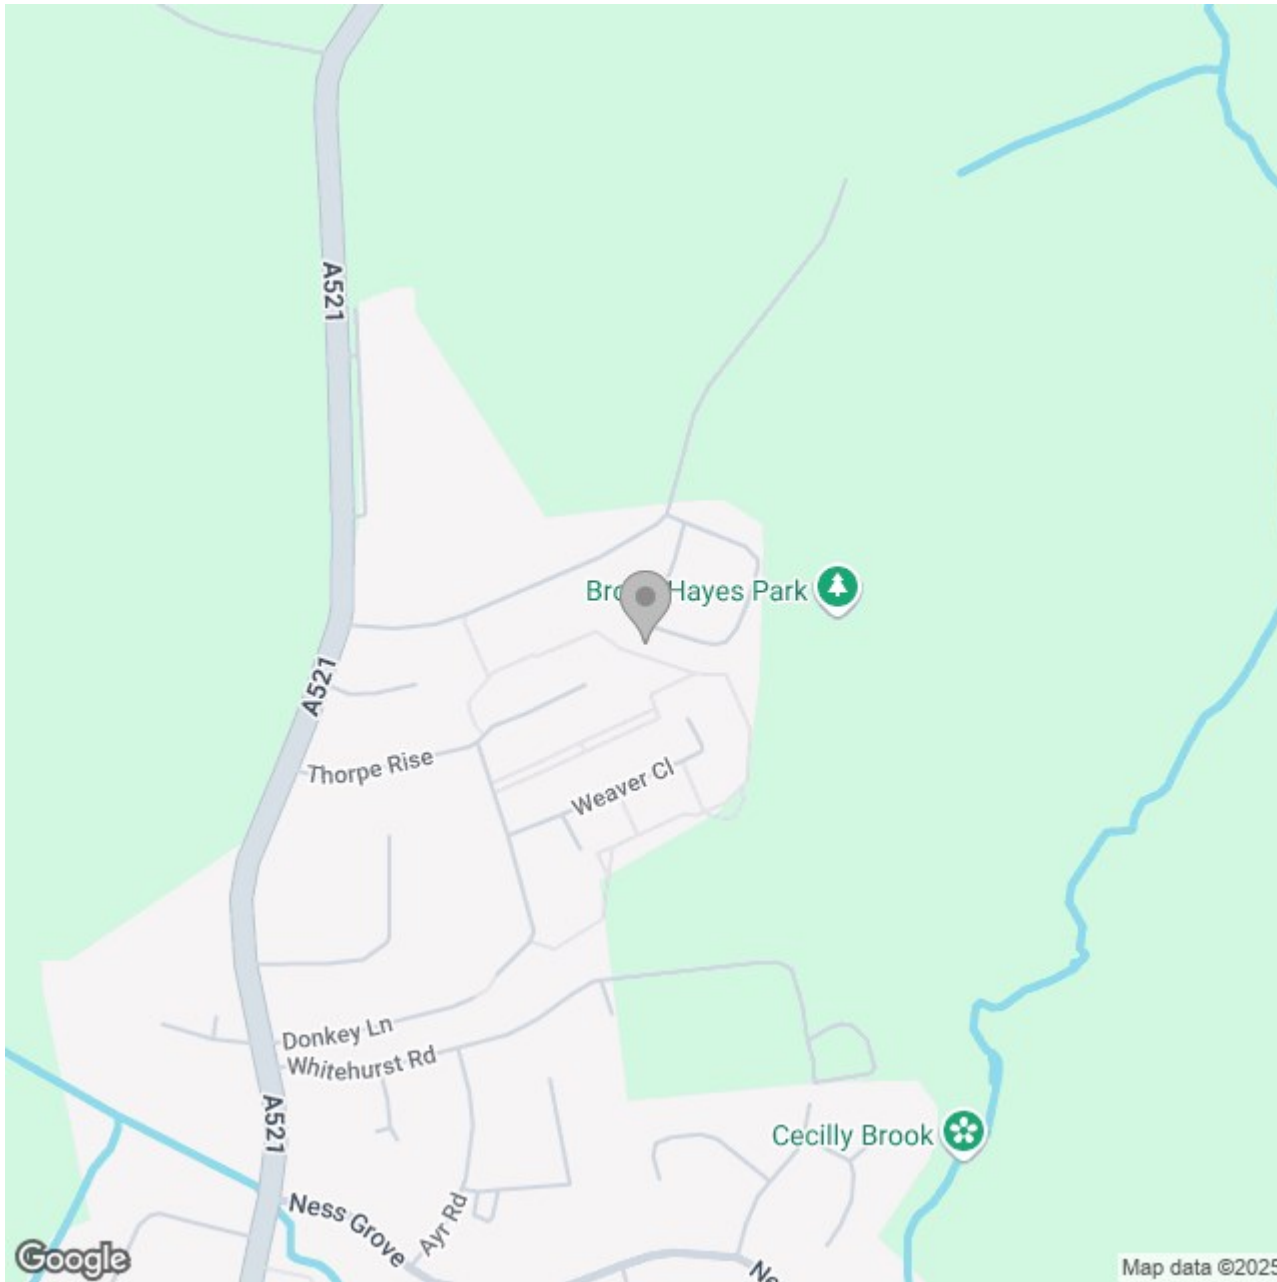 A521
Hayes Park
A521
Thorpe Rise
Weaver Cl
Donkey Ln
Whitehurst Rd
A521
Cecilly Brook
Ness Grove
Ayr Rd
Google
Map data ©2025